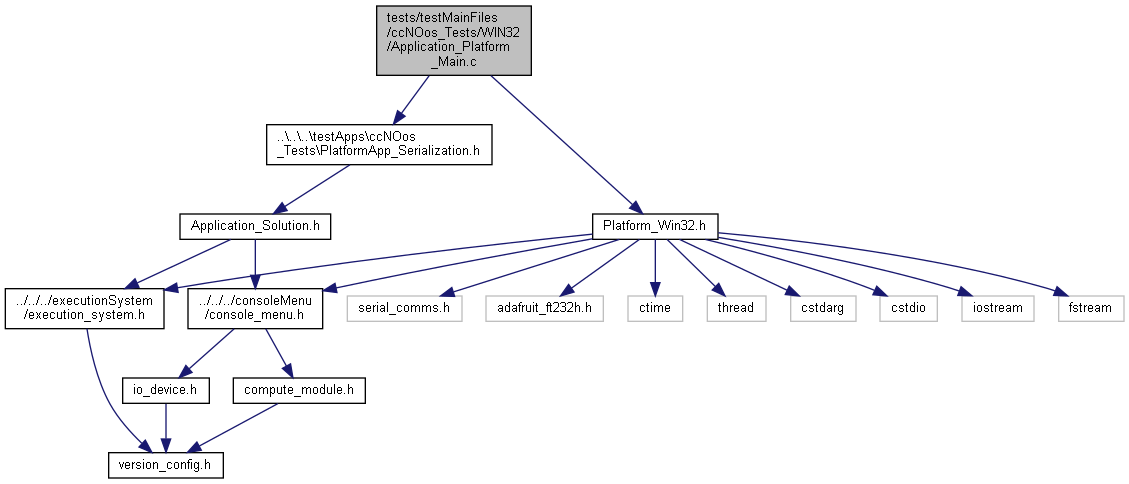 tests/testMainFiles
/ccNOos_Tests/WIN32
/Application_Platform
_Main.c
..\..\..\testApps\ccNOos
_Tests\PlatformApp_Serialization.h
Application_Solution.h
Platform_Win32.h
../../../executionSystem
/execution_system.h
../../../consoleMenu
/console_menu.h
serial_comms.h
adafruit_ft232h.h
ctime
thread
cstdarg
cstdio
iostream
fstream
io_device.h
compute_module.h
version_config.h